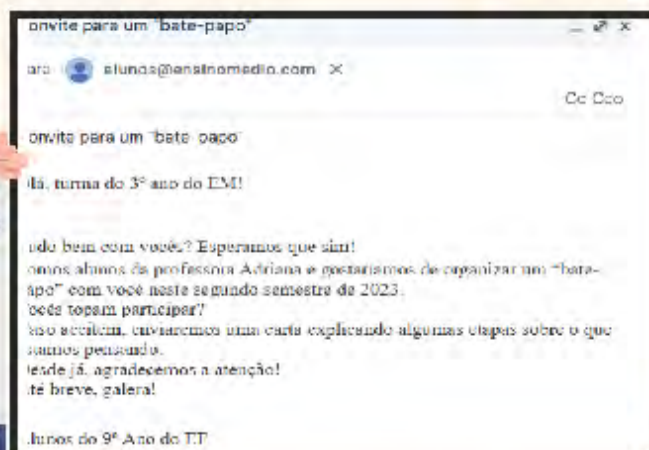 onvite para um "bate-papo"
ara alunos@ensinomedio.com
Cc Cco
onvite para um "bate-papo"
lá, turma do 3º ano do EM!
udo bem com vocês? Esperamos que sim!
omos alunos da professora Adriana e gostaríamos de organizar um "bate-
apo" com você neste segundo semestre de 2023.
ocês topam participar?
aso aceitem, enviaremos uma carta explicando algumas etapas sobre o que
stamos pensando.
esde já, agradecemos a atenção!
té breve, galera!
lunos do 9º Ano do EF